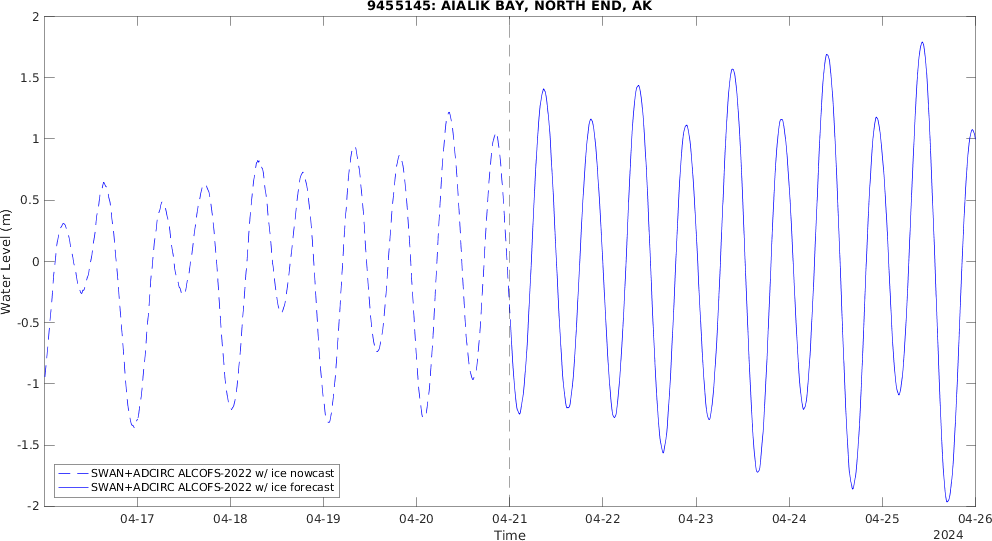 9455145: AIALIK BAY, NORTH END, AK
2
1.5
1
0.5
0
-0.5
-1
-1.5
-2
Water Level (m)
SWAN+ADCIRC ALCOFS-2022 w/ ice nowcast
SWAN+ADCIRC ALCOFS-2022 w/ ice forecast
04-17 04-18 04-19 04-20 04-21 04-22 04-23 04-24 04-25 04-26
Time
2024